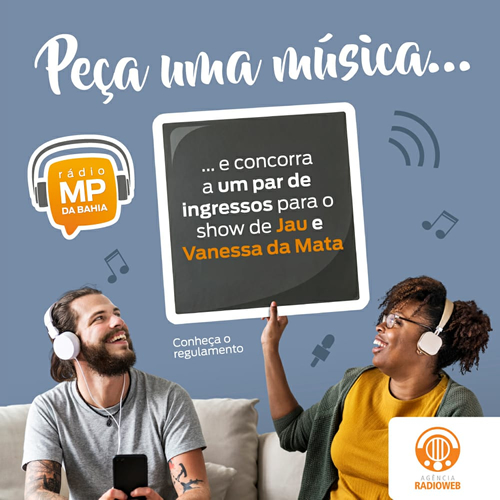 Peça uma música...
rádio
MP
DA BAHIA
... e concorra
a um par de
ingressos para o
show de Jau e
Vanessa da Mata
Conheça o
regulamento
AGÊNCIA
RADIOWEB